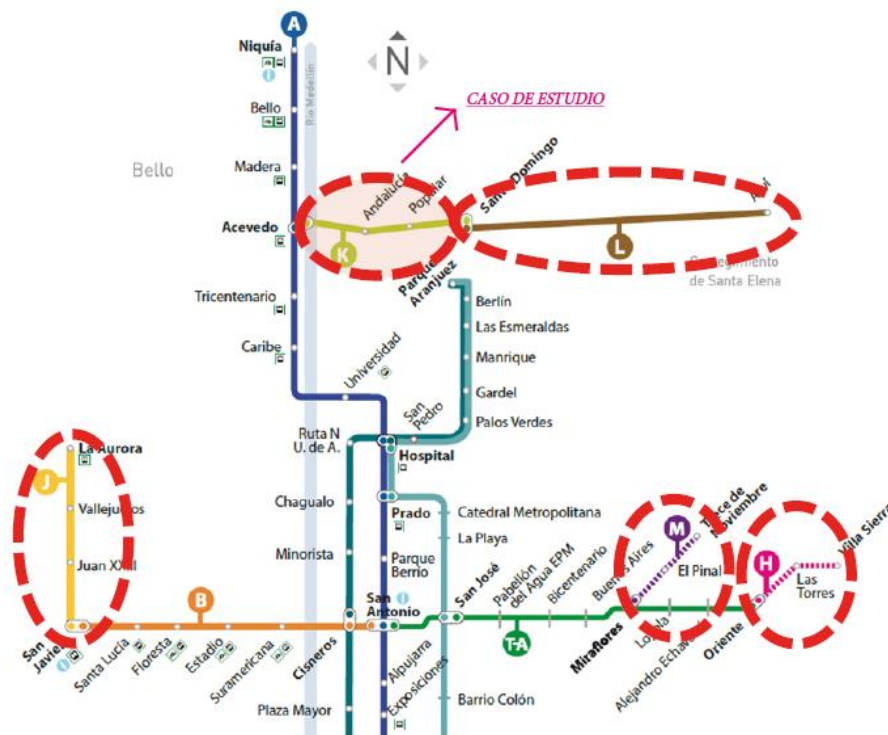 A
Niquía
Río Medellín
N
CASO DE ESTUDIO
Bello
Bello
Madera
Acevedo
K
Andalucía
Popular
Santo Domingo
L
Arví
Corregimiento
de Santa Elena
Tricentenario
Caribe
Universidad
Parque
Aranjuez
Berlín
Las Esmeraldas
Manrique
Gardel
Palos Verdes
San
Pedro
Ruta N
U. de A.
Hospital
Chagualo
Minorista
Prado
Catedral Metropolitana
La Playa
Parque
Berrio
La Aurora
J
Vallejuelos
Juan XXIII
San
Javier
B
Santa Lucía
Floresta
Estadio
Suramericana
Cisneros
San
Antonio
San José
Pabellón
del Agua EPM
Bicentenario
Buenos Aires
T-A
Miraflores
M
Trece de
Noviembre
El Pinal
Loyola
Alejandro Echavarría
Oriente
H
Las
Torres
Villa Sierra
Alpujarra
Exposiciones
Plaza Mayor
Barrio Colón